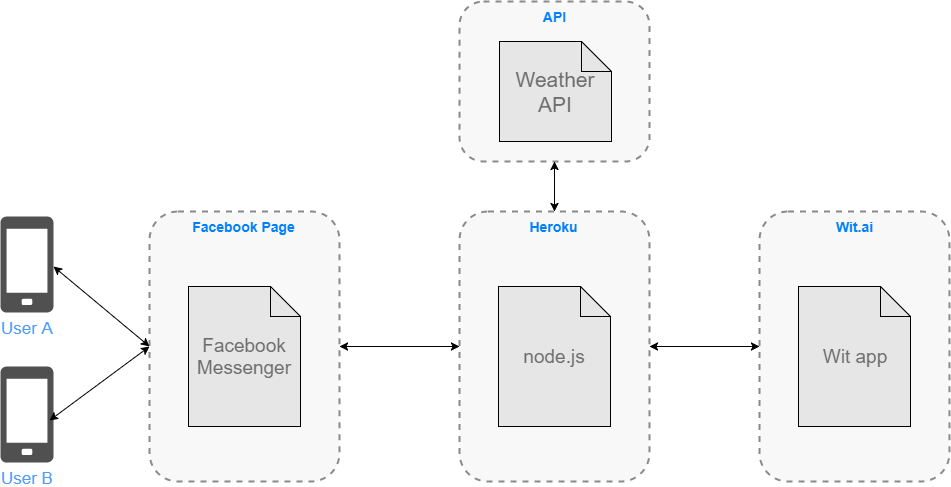 API
Weather
API
Facebook Page
Heroku
Wit.ai
User A
Facebook
Messenger
node.js
Wit app
User B